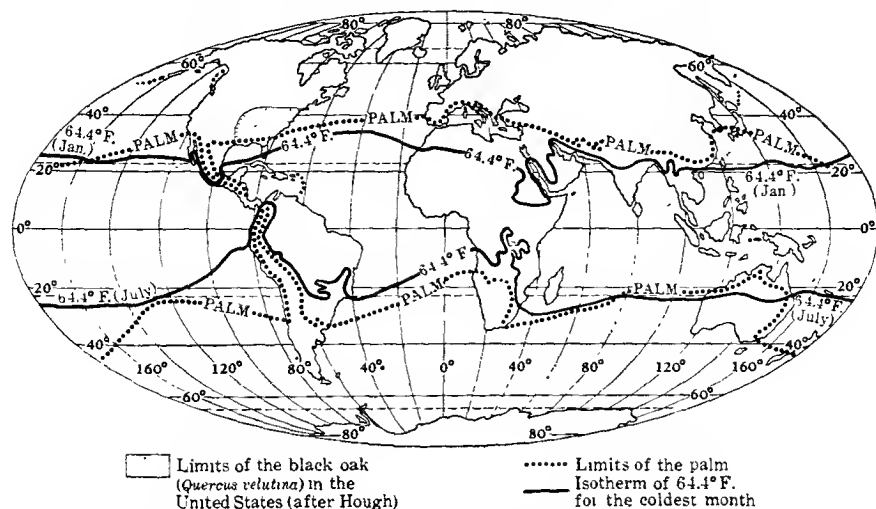 80° 80°
60° 60°
40° PALM 40°
64.4° F. (Jan.) PALM 64.4° F. PALM PALM
20° 64.4° F. 64.4° F. (Jan) 20°
0° 0°
64.4° F. (July) 64.4° F.
20° PALM PALM PALM 20°
64.4° F. (July)
40° 40°
160° 120° 80° 40° 0 40° 80° 120° 160°
60° 60°
80° 80°
Limits of the black oak
(Quercus velutina) in the
United States (after Hough)
Limits of the palm
Isotherm of 64.4° F.
for the coldest month